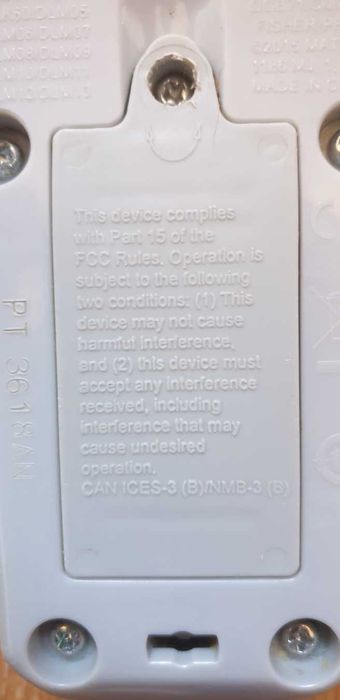 FISHER-PR
MADE IN C
This device complies
with Part 15 of the
FCC Rules. Operation is
subject to the following
two conditions: (1) This
device may not cause
harmful interference,
and (2) this device must
accept any interference
received, including
interference that may
cause undesired
operation.
CAN ICES-3 (B)/NMB-3 (B)
PT 3618AN